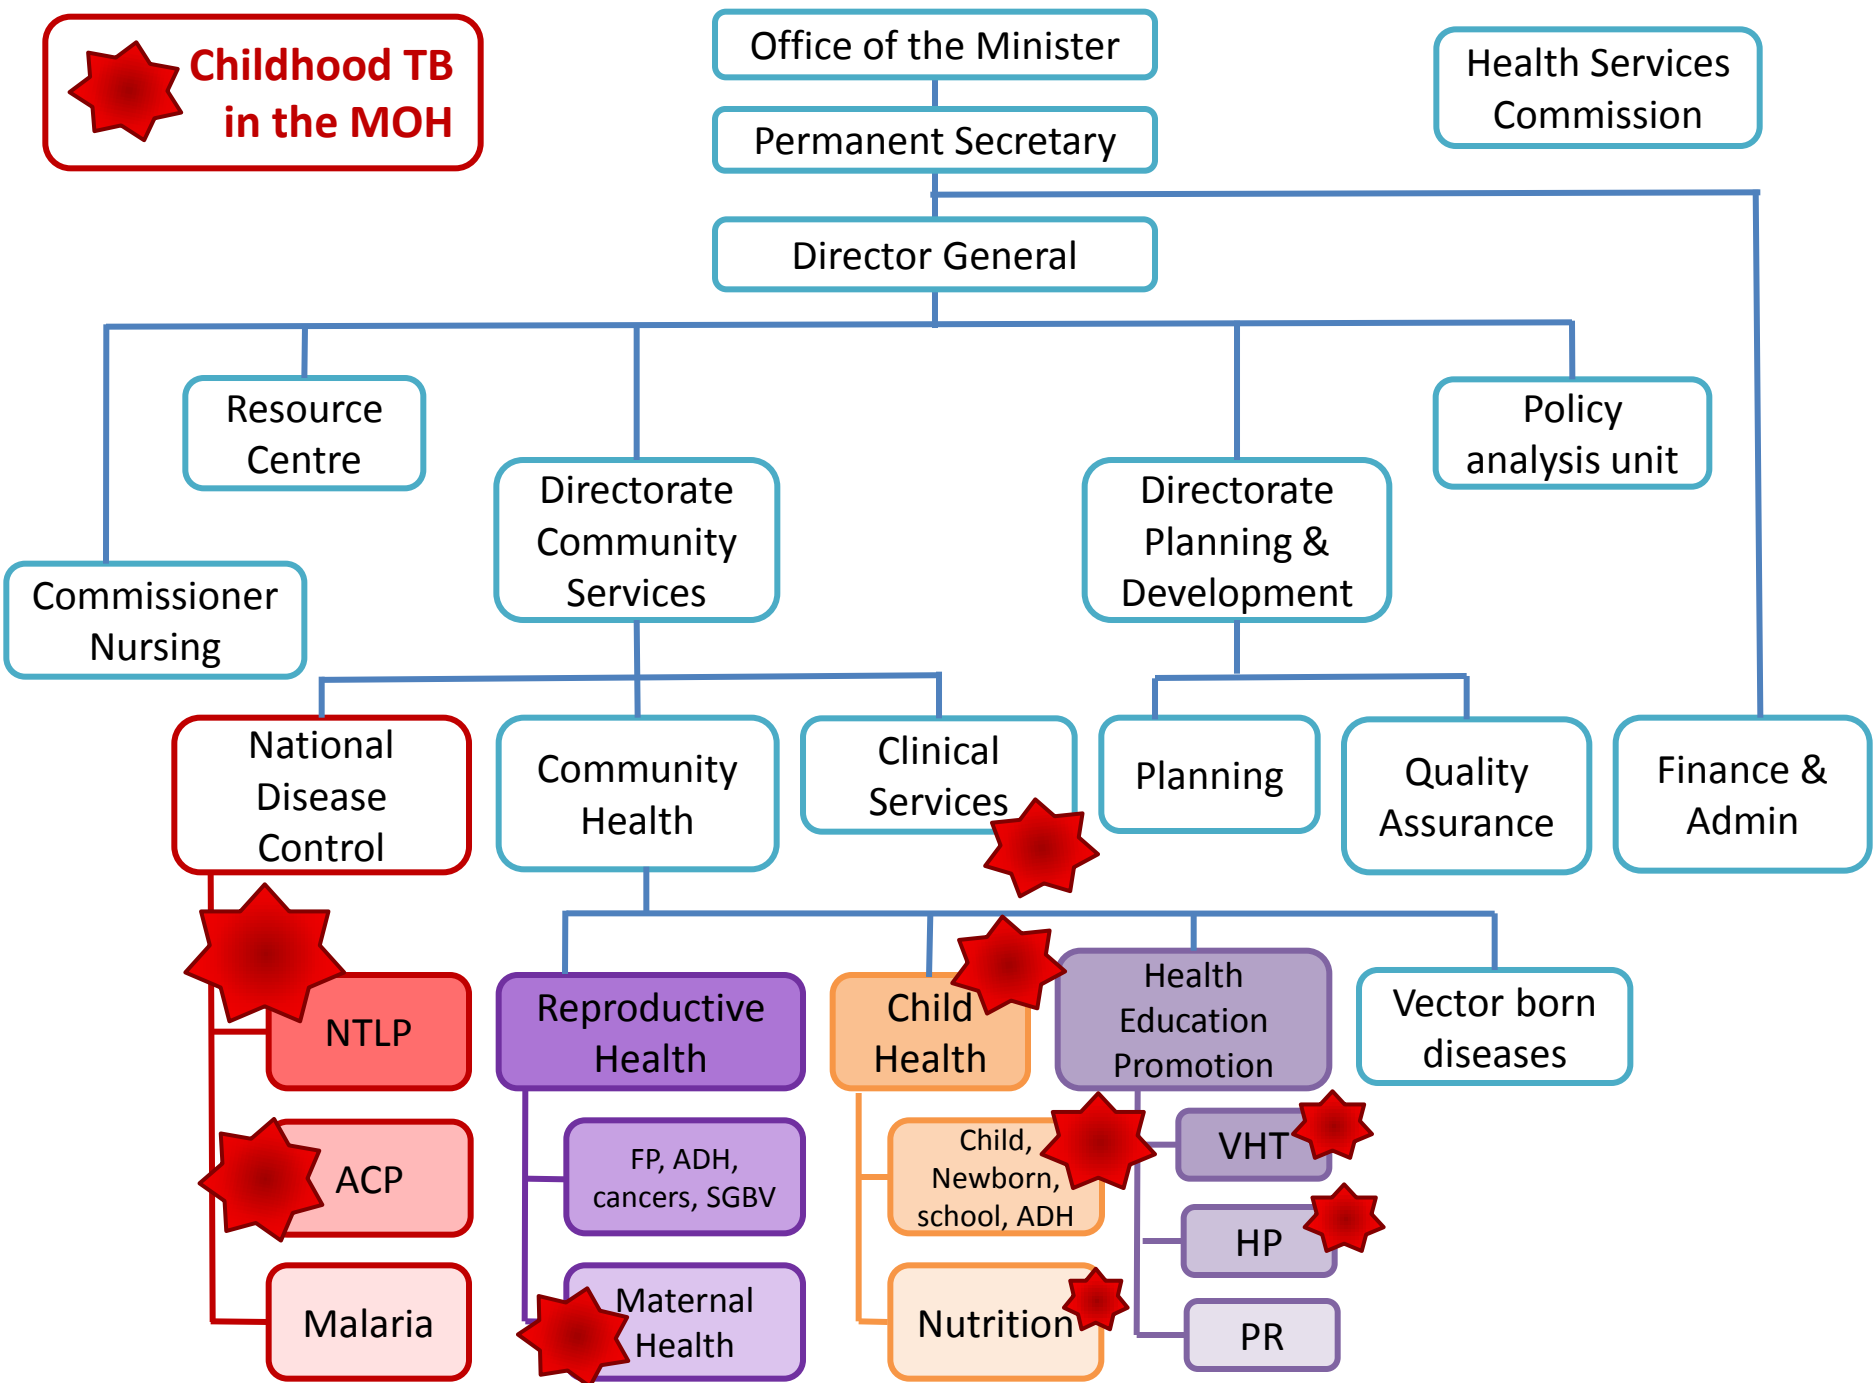 Childhood TB
in the MOH
Office of the Minister
Health Services
Commission
Permanent Secretary
Director General
Resource
Centre
Policy
analysis unit
Directorate
Community
Services
Directorate
Planning &
Development
Commissioner
Nursing
National
Disease
Control
Community
Health
Clinical
Services
Planning
Quality
Assurance
Finance &
Admin
NTLP
Reproductive
Health
Child
Health
Health
Education
Promotion
Vector born
diseases
ACP
FP, ADH,
cancers, SGBV
Child,
Newborn,
school, ADH
VHT
HP
Malaria
Maternal
Health
Nutrition
PR